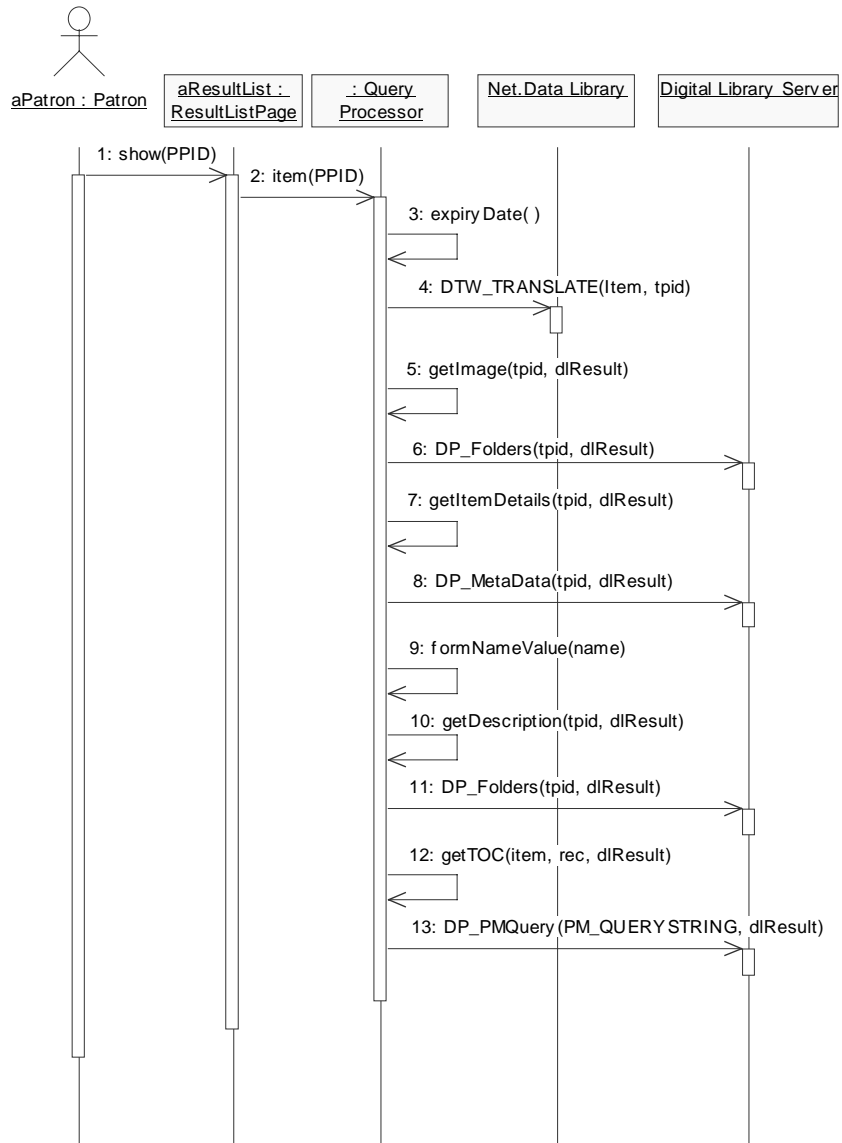 aPatron : Patron
aResultList :
ResultListPage
: Query
Processor
Net.Data Library
Digital Library Server
1: show(PPID)
2: item(PPID)
3: expiryDate( )
4: DTW_TRANSLATE(Item, tpid)
5: getImage(tpid, dlResult)
6: DP_Folders(tpid, dlResult)
7: getItemDetails(tpid, dlResult)
8: DP_MetaData(tpid, dlResult)
9: formNameValue(name)
10: getDescription(tpid, dlResult)
11: DP_Folders(tpid, dlResult)
12: getTOC(item, rec, dlResult)
13: DP_PMQuery(PM_QUERYSTRING, dlResult)